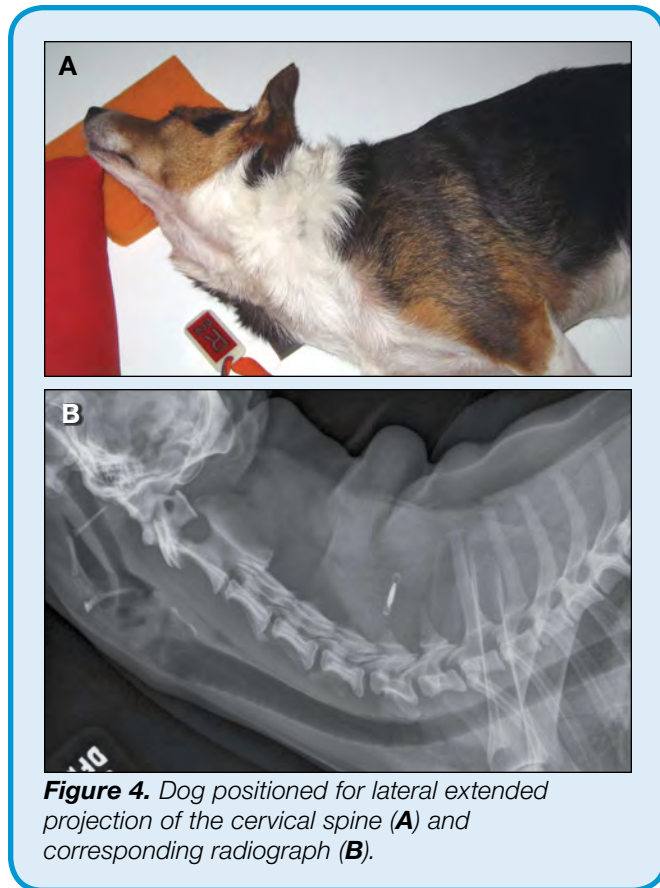 A
B
Figure 4. Dog positioned for lateral extended
projection of the cervical spine (A) and
corresponding radiograph (B).